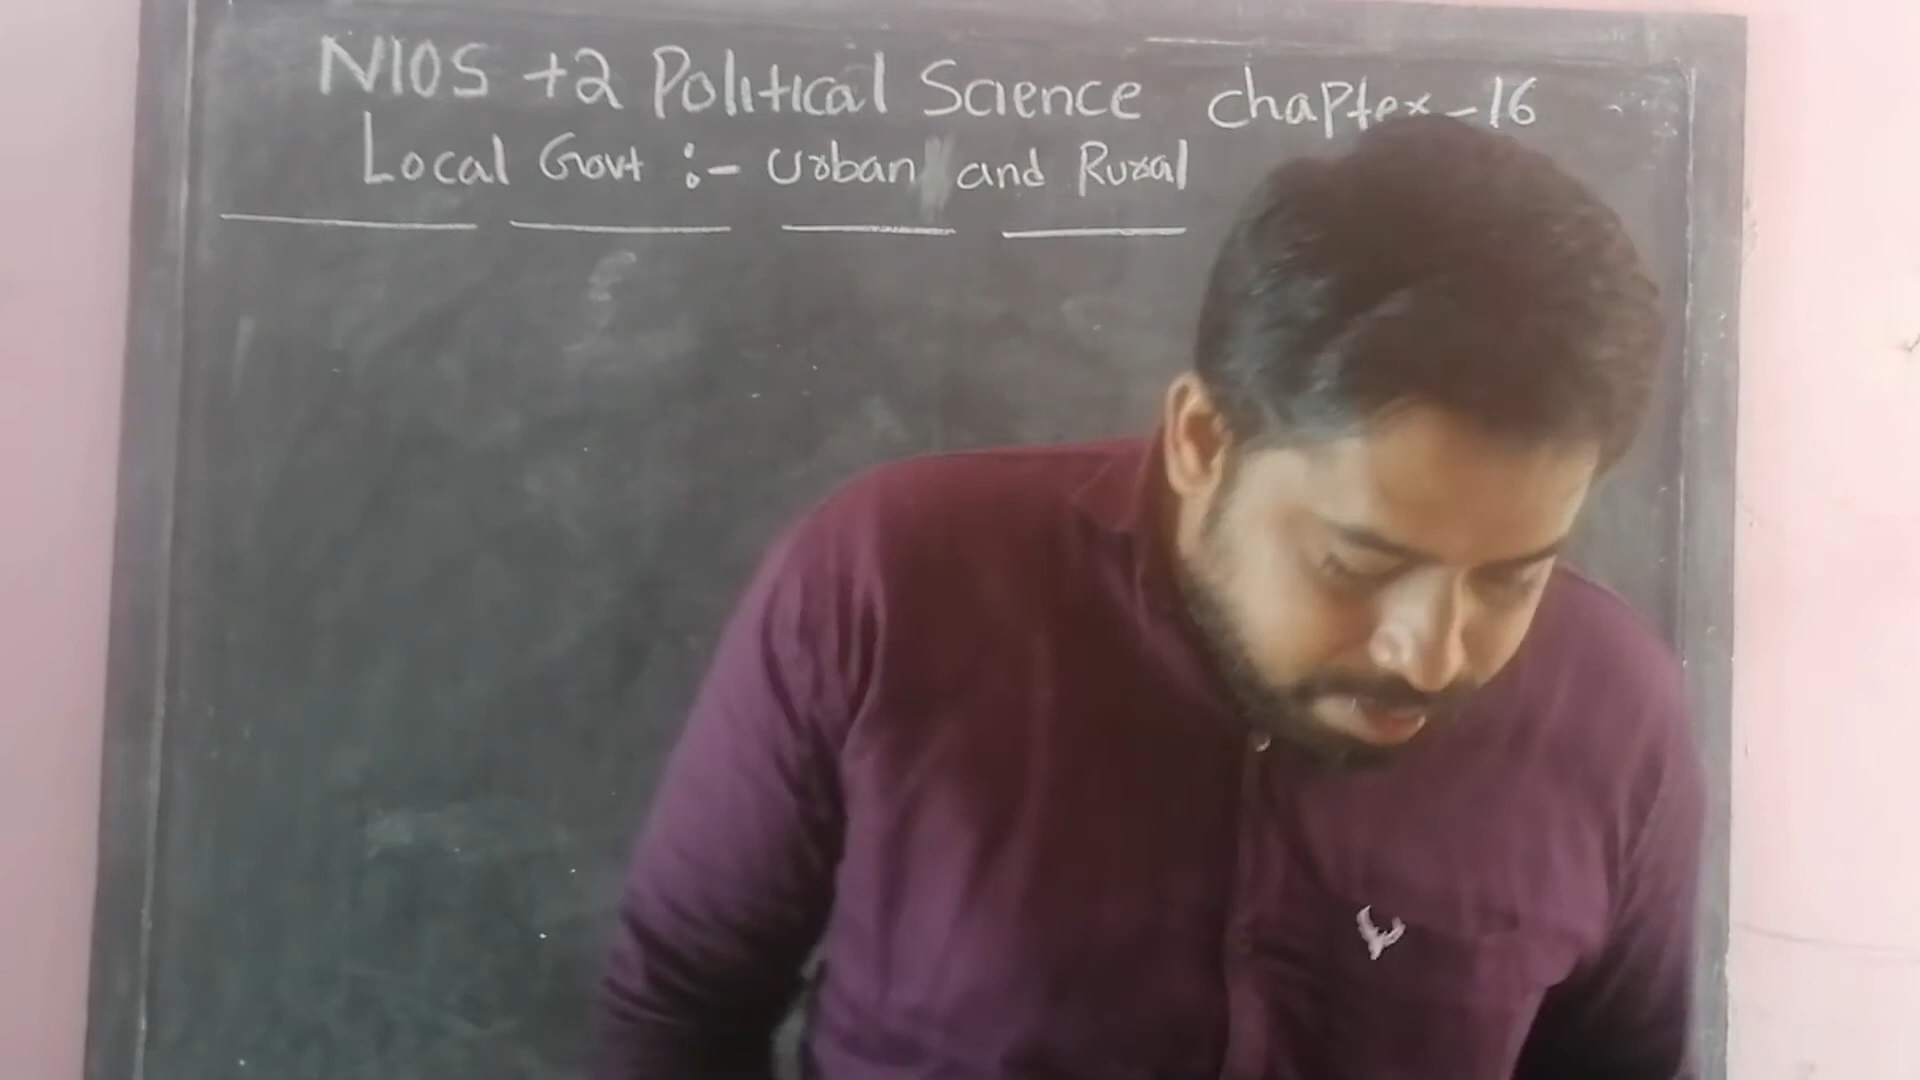 NIOS +2 Political Science chapter-16
Local Govt :- Urban and Rural